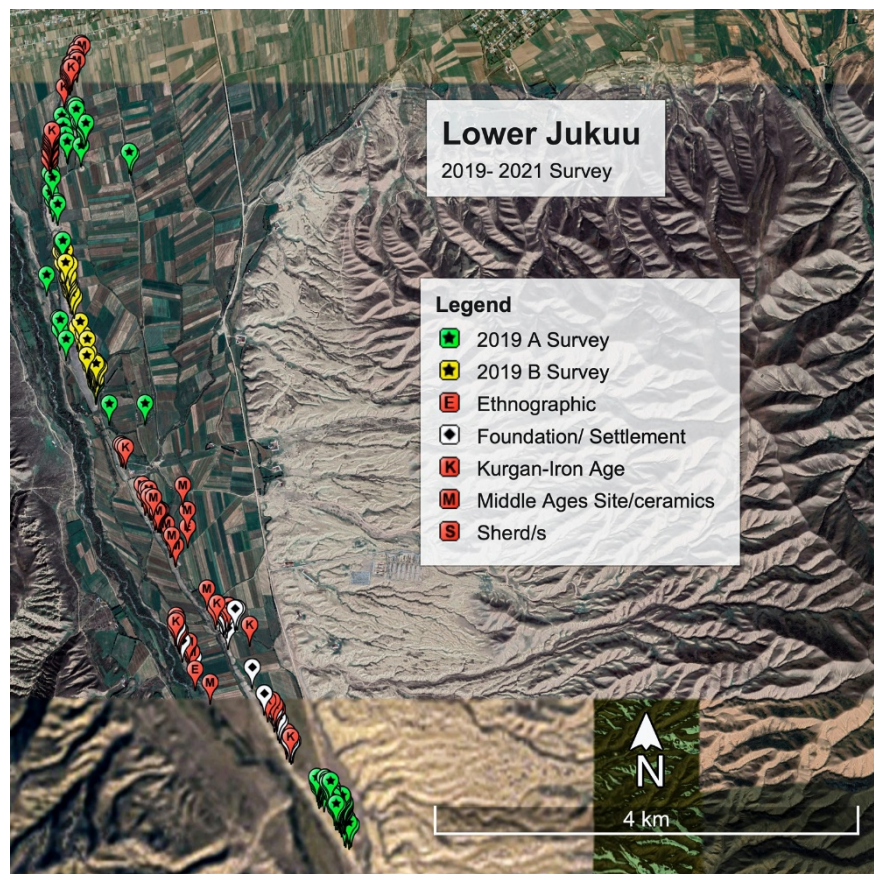 Lower Jukuu
2019- 2021 Survey
Legend
2019 A Survey
2019 B Survey
E Ethnographic
Foundation/ Settlement
K Kurgan-Iron Age
M Middle Ages Site/ceramics
S Sherd/s
K
K
K
M
M
M
M
M
M
K
K
K
E
M
K
N
4 km